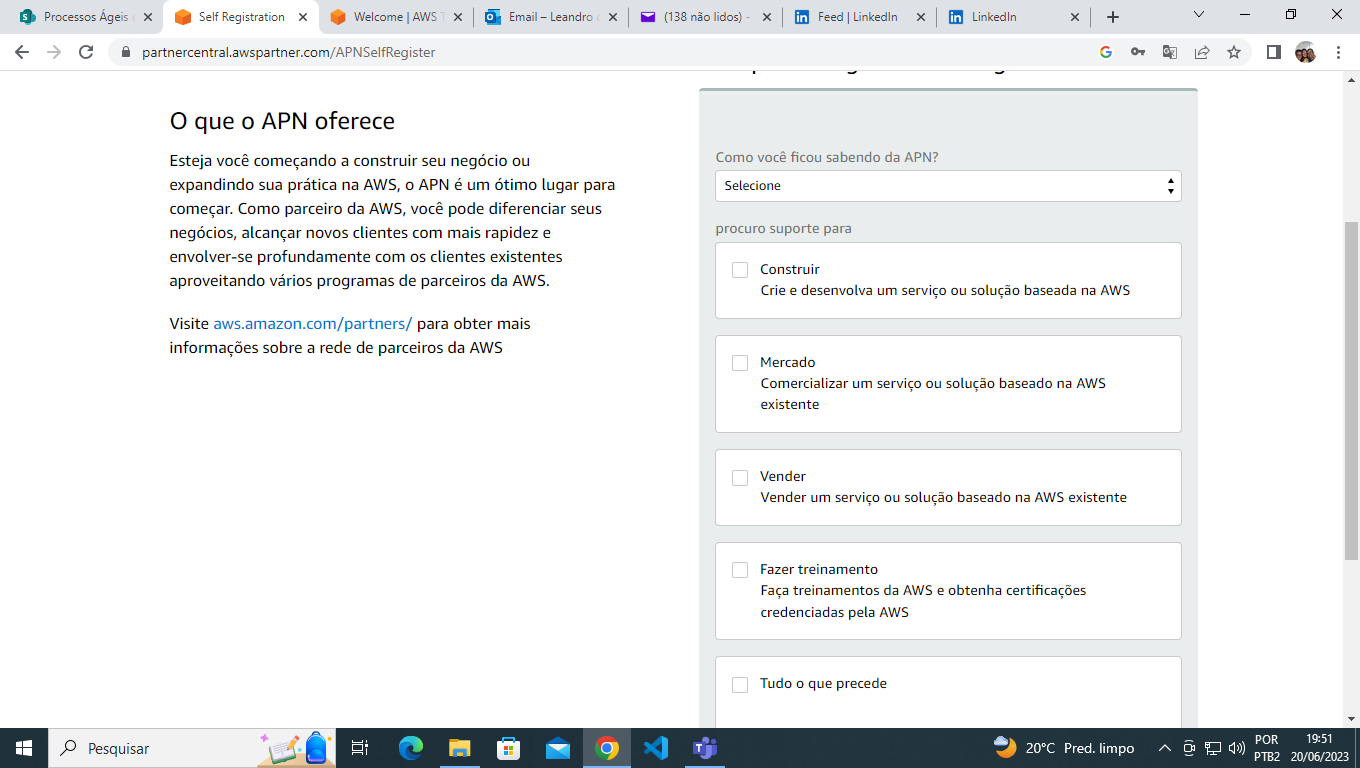 Processos Ágeis
Self Registration
Welcome | AWS T
Email – Leandro
(138 não lidos) -
Feed | LinkedIn
LinkedIn
partnercentral.awspartner.com/APNSelfRegister
O que o APN oferece
Esteja você começando a construir seu negócio ou
expandindo sua prática na AWS, o APN é um ótimo lugar para
começar. Como parceiro da AWS, você pode diferenciar seus
negócios, alcançar novos clientes com mais rapidez e
envolver-se profundamente com os clientes existentes
aproveitando vários programas de parceiros da AWS.
Visite aws.amazon.com/partners/ para obter mais
informações sobre a rede de parceiros da AWS
Como você ficou sabendo da APN?
Selecione
procuro suporte para
Construir
Crie e desenvolva um serviço ou solução baseada na AWS
Mercado
Comercializar um serviço ou solução baseado na AWS
existente
Vender
Vender um serviço ou solução baseado na AWS existente
Fazer treinamento
Faça treinamentos da AWS e obtenha certificações
credenciadas pela AWS
Tudo o que precede
Pesquisar
20°C Pred. limpo
POR
PTB2
19:51
20/06/2023